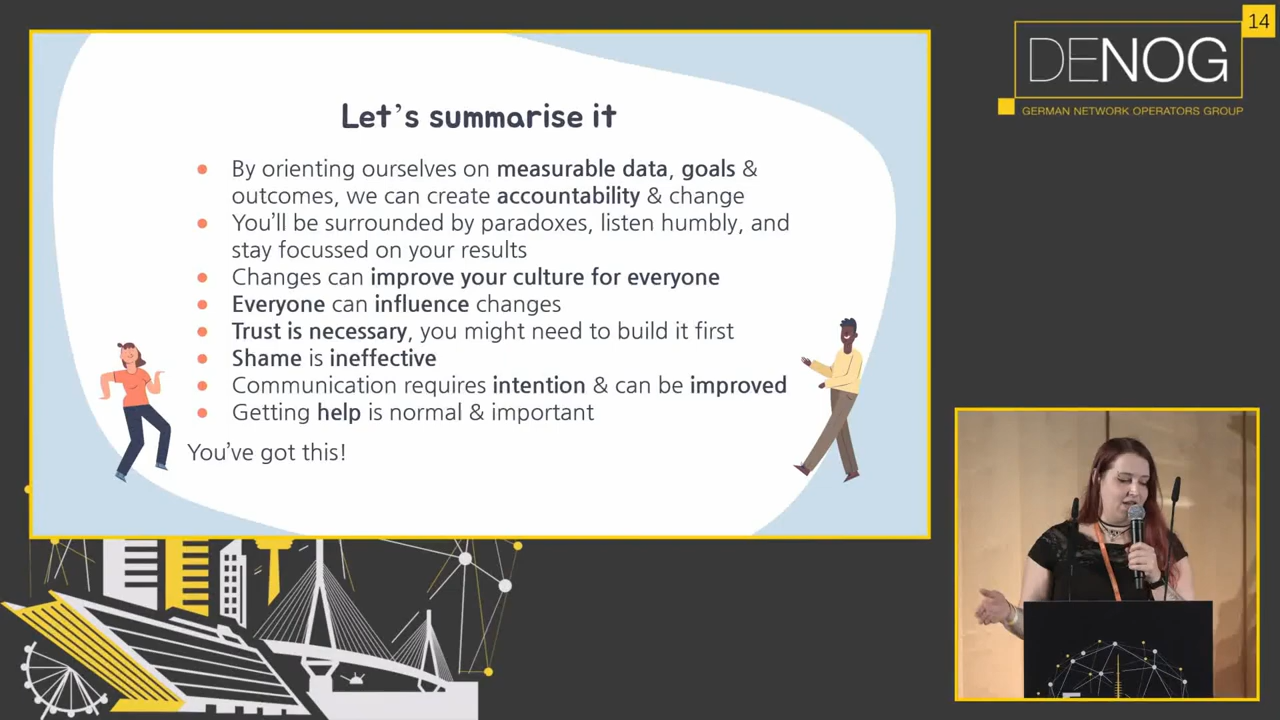 Let's summarise it
By orienting ourselves on measurable data, goals &
outcomes, we can create accountability & change
You'll be surrounded by paradoxes, listen humbly, and
stay focussed on your results
Changes can improve your culture for everyone
Everyone can influence changes
Trust is necessary, you might need to build it first
Shame is ineffective
Communication requires intention & can be improved
Getting help is normal & important
You've got this!
14
DENOG
GERMAN NETWORK OPERATORS GROUP